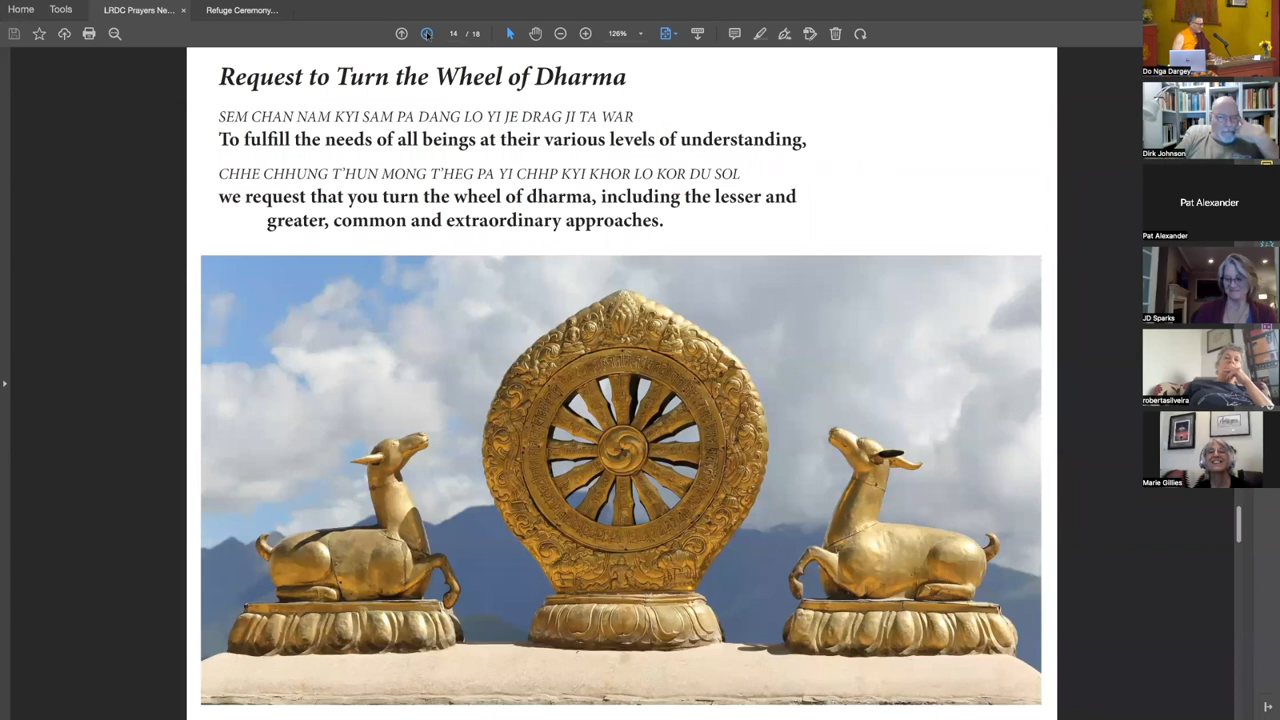 Home
Tools
LRDC Prayers Ne...
Refuge Ceremony...
14 / 18
126%
Request to Turn the Wheel of Dharma
SEM CHAN NAM KYI SAM PA DANG LO YI JE DRAG JI TA WAR
To fulfill the needs of all beings at their various levels of understanding,
CHHE CHHUNG T’HUN MONG T’HEG PA YI CHHP KYI KHOR LO KOR DU SOL
we request that you turn the wheel of dharma, including the lesser and
greater, common and extraordinary approaches.
Do Nga Dargey
Dirk Johnson
Pat Alexander
Pat Alexander
JD Sparks
robertasilveira
Marie Gillies